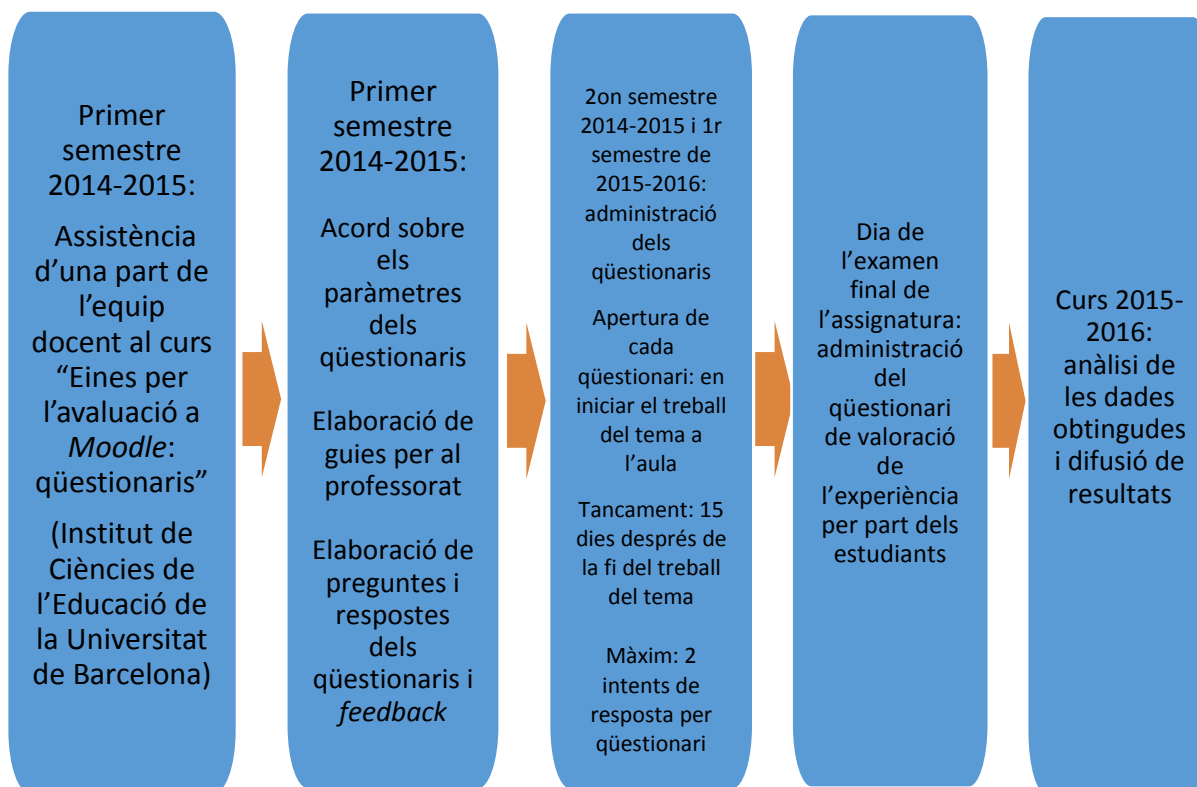 Primer
semestre
2014-2015:
Assistència
d’una part de
l’equip
docent al curs
“Eines per
l’avaluació a
Moodle:
qüestionaris”
(Institut de
Ciències de
l’Educació de
la Universitat
de Barcelona)
Primer
semestre
2014-2015:
Acord sobre
els
paràmetres
dels
qüestionaris
Elaboració de
guies per al
professorat
Elaboració de
preguntes i
respostes
dels
qüestionaris i
feedback
2on semestre
2014-2015 i 1r
semestre de
2015-2016:
administració
dels
qüestionaris
Apertura de
cada
qüestionari: en
iniciar el treball
del tema a
l’aula
Tancament: 15
dies després de
la fi del treball
del tema
Màxim: 2
intents de
resposta per
qüestionari
Dia de
l’examen
final de
l’assignatura:
administració
del
qüestionari
de valoració
de
l’experiència
per part dels
estudiants
Curs 2015-
2016:
anàlisi de
les dades
obtingudes
i difusió de
resultats